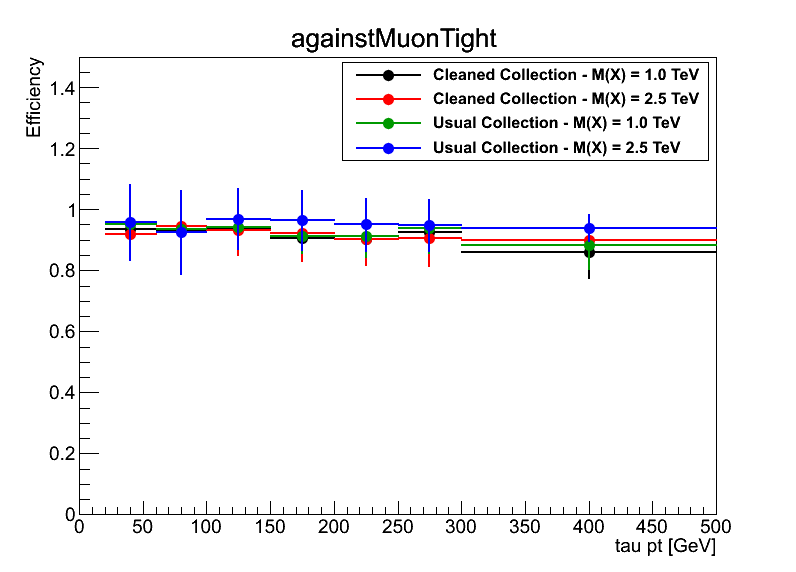 agains​tMuonTight
Efficiency
Cleaned Collection - M(X) = 1.0 TeV
Cleaned Collection - M(X) = 2.5 TeV
Usual Collection - M(X) = 1.0 TeV
Usual Collection - M(X) = 2.5 TeV
1.4
1.2
1
0.8
0.6
0.4
0.2
0
0 50 100 150 200 250 300 350 400 450 500
tau pt [GeV]